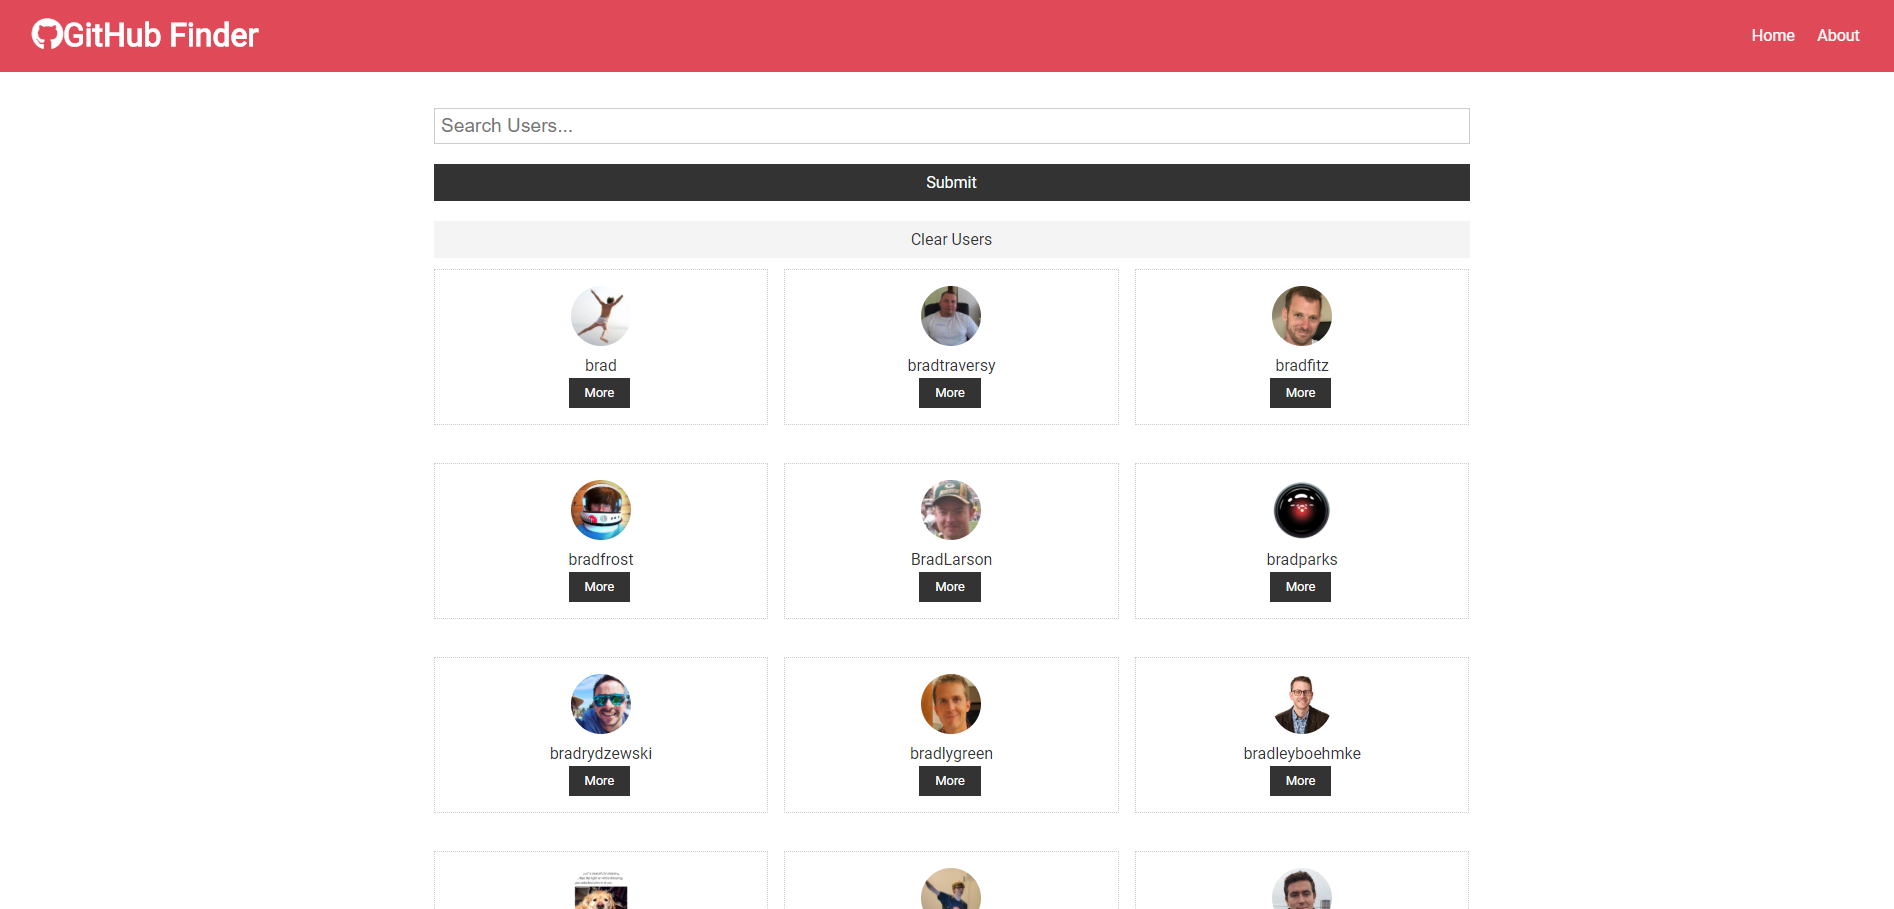 GitHub Finder
Home About
Search Users...
Submit
Clear Users
brad
More
bradtraversy
More
bradfitz
More
bradfrost
More
BradLarson
More
bradparks
More
bradrydzewski
More
bradlygreen
More
bradleyboehmke
More